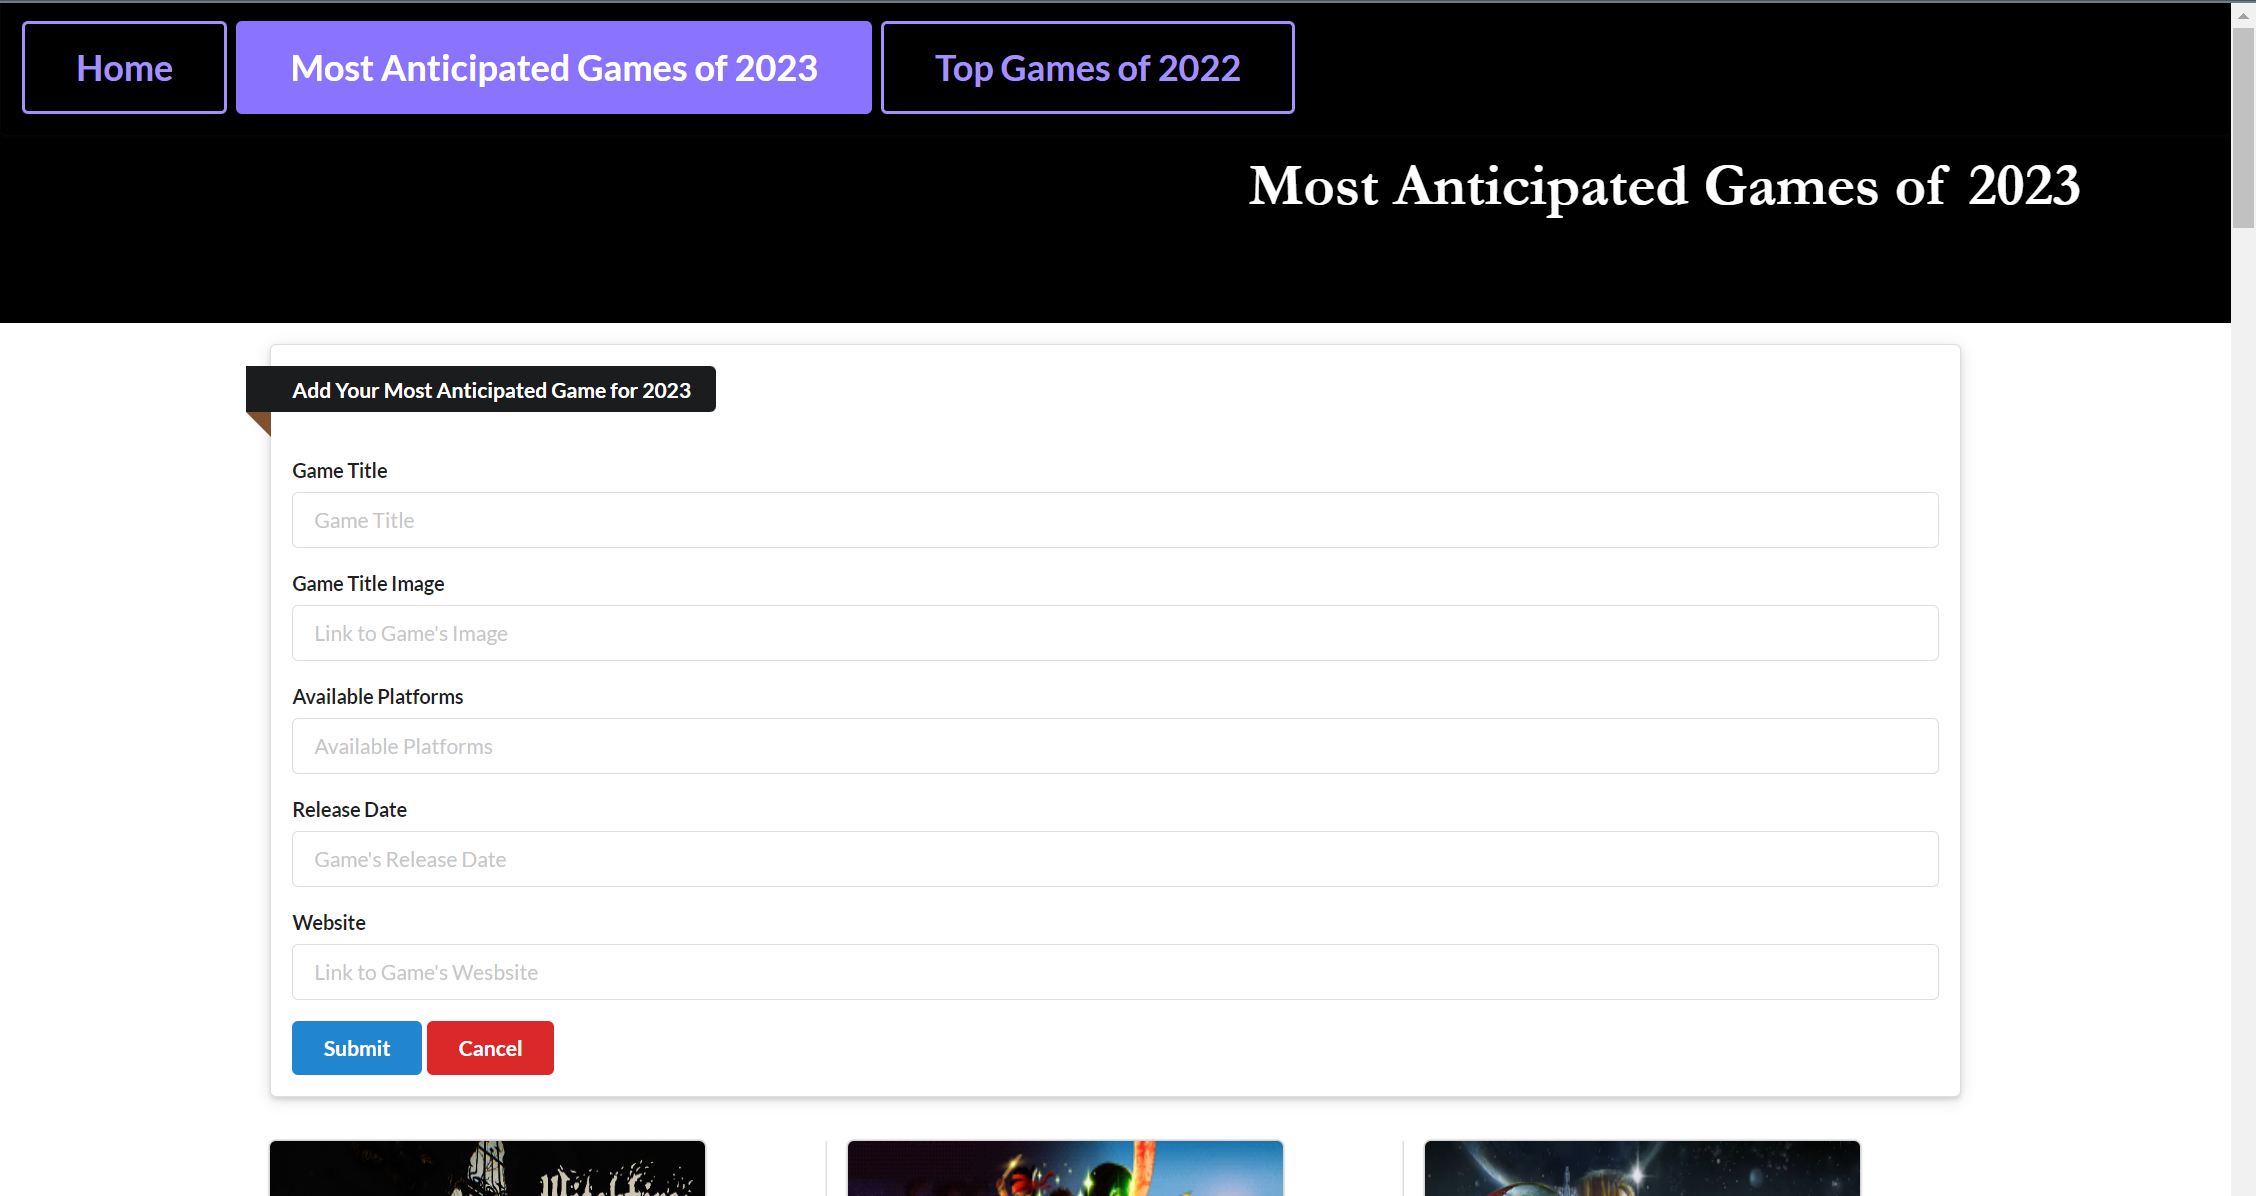 Home
Most Anticipated Games of 2023
Top Games of 2022
Most Anticipated Games of 2023
Add Your Most Anticipated Game for 2023
Game Title
Game Title
Game Title Image
Link to Game's Image
Available Platforms
Available Platforms
Release Date
Game's Release Date
Website
Link to Game's Wesbsite
Submit
Cancel